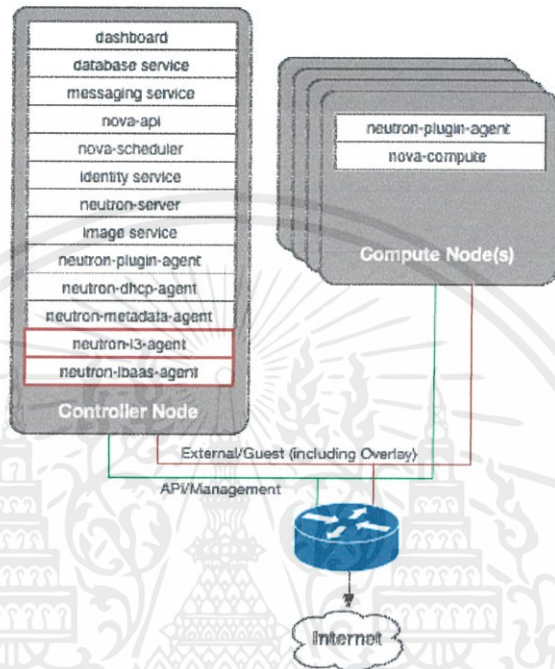 dashboard
database service
messaging service
nova-api
nova-scheduler
identity service
neutron-server
image service
neutron-plugin-agent
neutron-dhcp-agent
neutron-metadata-agent
neutron-l3-agent
neutron-lbaas-agent
Controller Node
neutron-plugin-agent
nova-compute
Compute Node(s)
External/Guest (including Overlay)
API/Management
Internet